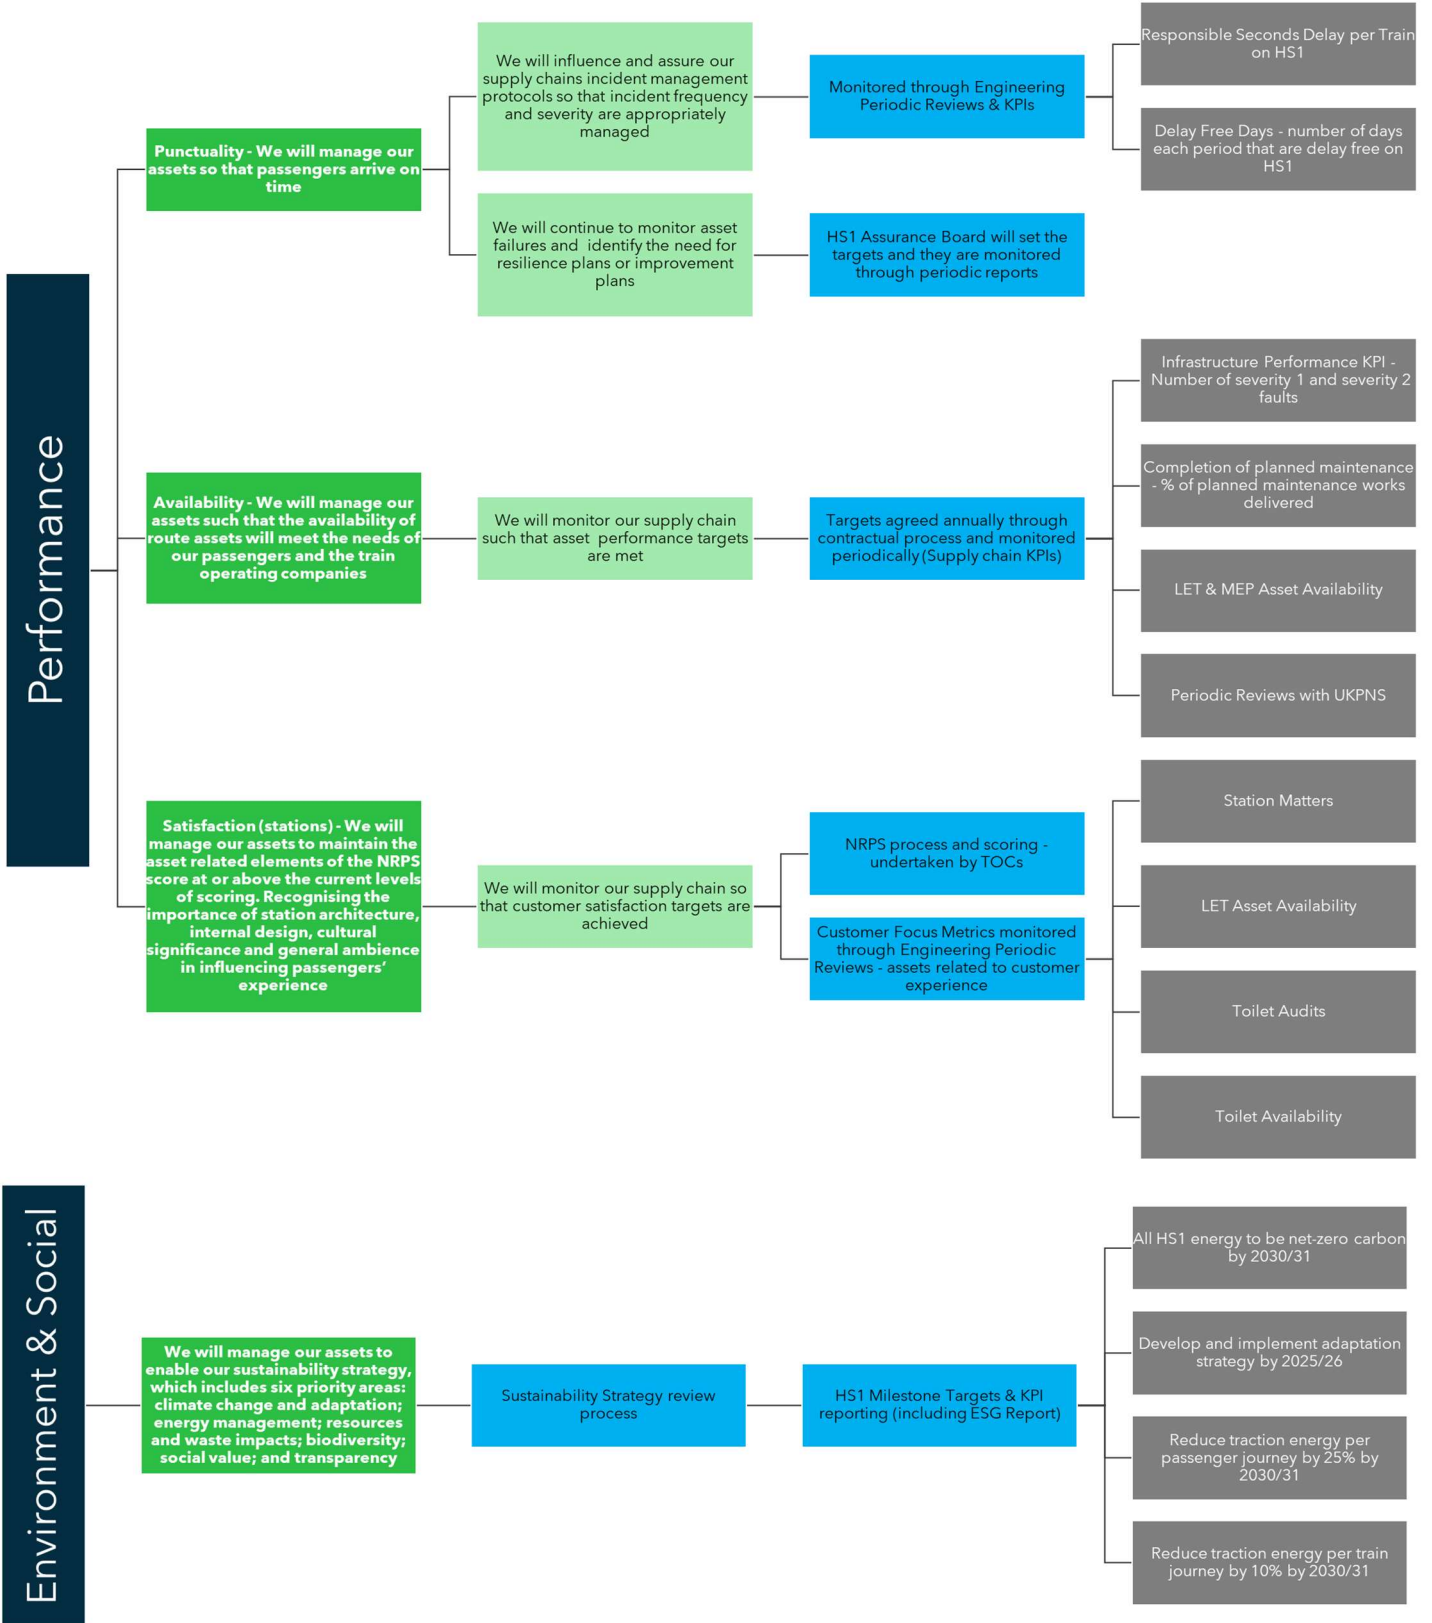 Performance
Punctuality - We will manage our
assets so that passengers arrive on
time
We will influence and assure our
supply chains incident management
protocols so that incident frequency
and severity are appropriately
managed
Monitored through Engineering
Periodic Reviews & KPIs
Responsible Seconds Delay per Train
on HS1
Delay Free Days - number of days
each period that are delay free on
HS1
We will continue to monitor asset
failures and  identify the need for
resilience plans or improvement
plans
HS1 Assurance Board will set the
targets and they are monitored
through periodic reports
Availability - We will manage our
assets such that the availability of
route assets will meet the needs of
our passengers and the train
operating companies
We will monitor our supply chain
such that asset  performance targets
are met
Targets agreed annually through
contractual process and monitored
periodically (Supply chain KPIs)
Infrastructure Performance KPI -
Number of severity 1 and severity 2
faults
Completion of planned maintenance
- % of planned maintenance works
delivered
LET & MEP Asset Availability
Periodic Reviews with UKPNS
Satisfaction (stations) - We will
manage our assets to maintain the
asset related elements of the NRPS
score at or above the current levels
of scoring. Recognising the
importance of station architecture,
internal design, cultural
significance and general ambience
in influencing passengers’
experience
We will monitor our supply chain so
that customer satisfaction targets are
achieved
NRPS process and scoring -
undertaken by TOCs
Customer Focus Metrics monitored
through Engineering Periodic
Reviews - assets related to customer
experience
Station Matters
LET Asset Availability
Toilet Audits
Toilet Availability
Environment & Social
We will manage our assets to
enable our sustainability strategy,
which includes six priority areas:
climate change and adaptation;
energy management; resources
and waste impacts; biodiversity;
social value; and transparency
Sustainability Strategy review
process
HS1 Milestone Targets & KPI
reporting (including ESG Report)
All HS1 energy to be net-zero carbon
by 2030/31
Develop and implement adaptation
strategy by 2025/26
Reduce traction energy per
passenger journey by 25% by
2030/31
Reduce traction energy per train
journey by 10% by 2030/31